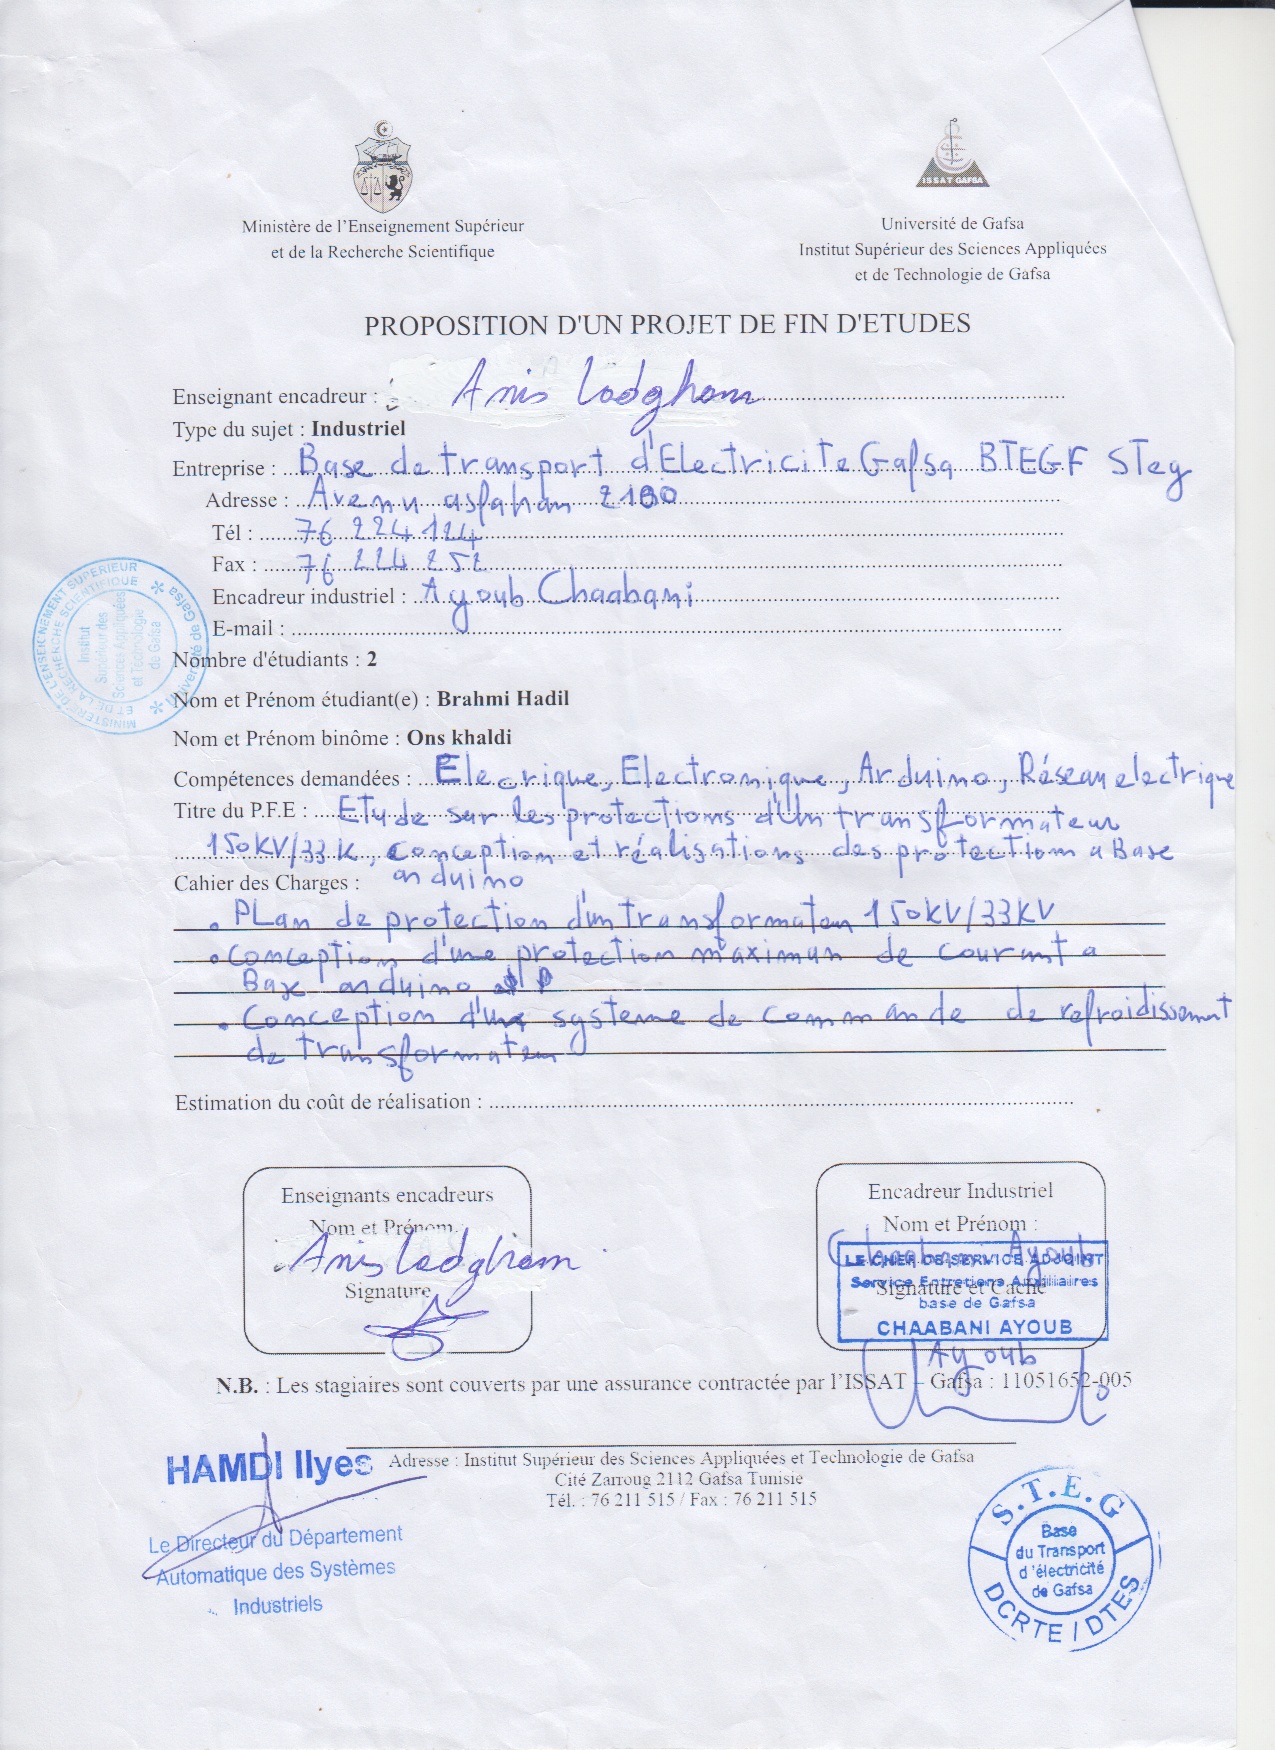 ISSAT GAFSA
Ministère de l'Enseignement Supérieur
et de la Recherche Scientifique
Université de Gafsa
Institut Supérieur des Sciences Appliquées
et de Technologie de Gafsa
PROPOSITION D'UN PROJET DE FIN D'ETUDES
Enseignant encadreur : Anis Ladgham
Type du sujet : Industriel
Entreprise : Base de transport d'Electricite Gafsa BTEGF STeg
Adresse : Avenu asfahan 2100
Tél : 76 224 124
Fax : 76 224 252
Encadreur industriel : Ayoub Chaabani
E-mail :
Nombre d'étudiants : 2
Nom et Prénom étudiant(e) : Brahmi Hadil
Nom et Prénom binôme : Ons khaldi
MINISTERE DE L'ENSEIGNEMENT SUPERIEUR
ET DE LA RECHERCHE SCIENTIFIQUE
Université de Gafsa
Institut
Supérieur des
Sciences Appliquées
et Technologie
de Gafsa
Compétences demandées : Elecrique, Electronique, Arduino, Réseau electrique
Titre du P.F.E : Etude sur les protections d'Un transformateur
150KV/33K, conception et réalisations des protection a Base
arduino
Cahier des Charges :
• PLan de protection d'un transformateur 150KV/33KV
• Conception d'une protection maximum de courant a
Base arduino
• Conception d'un systeme de commande de refroidissement
de transformateur
Estimation du coût de réalisation :
Enseignants encadreurs
Nom et Prénom
Anis Ladgham
Signature
Encadreur Industriel
Nom et Prénom :
Chaabani Ayoub
Signature et Cachet
LE CHEF DE SERVICE ADJOINT
Service Entretiens Auxiliaires
base de Gafsa
CHAABANI AYOUB
Ayoub
N.B. : Les stagiaires sont couverts par une assurance contractée par l'ISSAT – Gafsa : 11051652-005
HAMDI Ilyes
Le Directeur du Département
Automatique des Systèmes
Industriels
Adresse : Institut Supérieur des Sciences Appliquées et Technologie de Gafsa
Cité Zarroug 2112 Gafsa Tunisie
Tél. : 76 211 515 / Fax : 76 211 515
S.T.E.G
Base
du Transport
d'électricité
de Gafsa
DCRTE / DTES